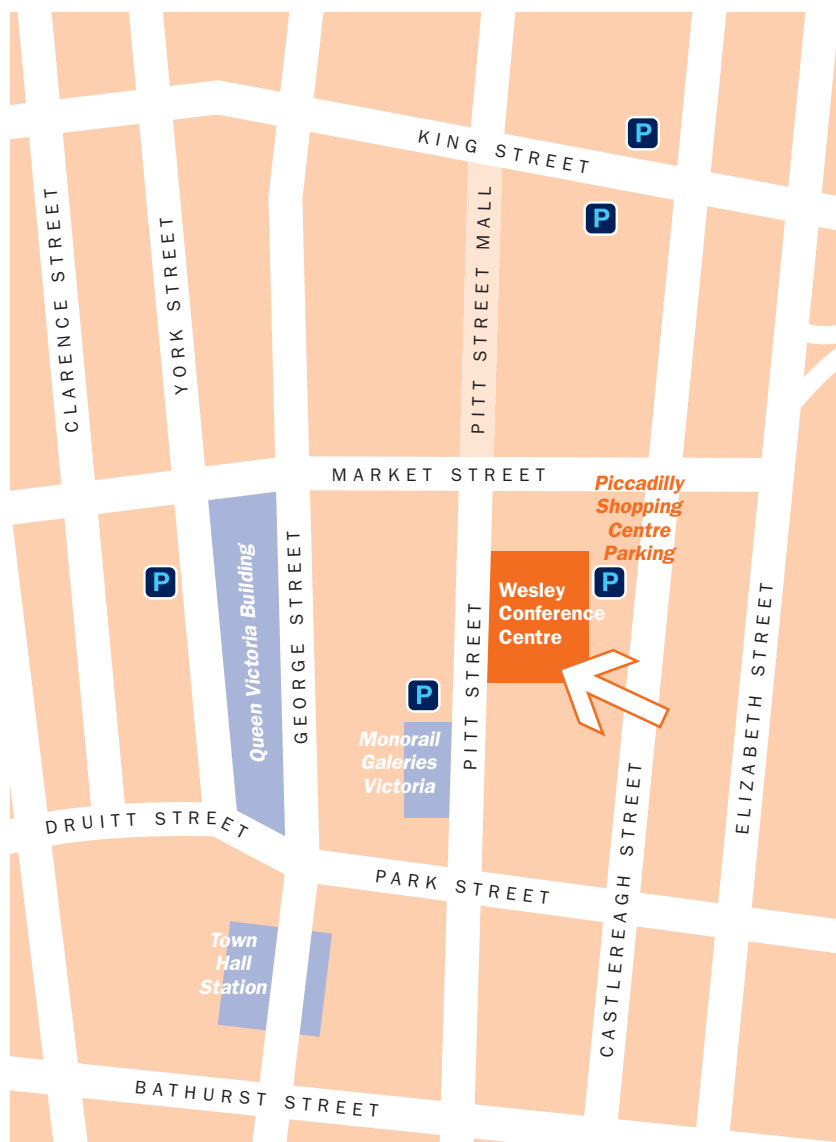 P
KING STREET
P
CLARENCE STREET
YORK STREET
PITT STREET MALL
MARKET STREET
Piccadilly
Shopping
Centre
Parking
P
P
Wesley
Conference
Centre
Queen Victoria Building
GEORGE STREET
PITT STREET
ELIZABETH STREET
P
Monorail
Galeries
Victoria
DRUITT STREET
CASTLEREAGH STREET
PARK STREET
Town
Hall
Station
BATHURST STREET